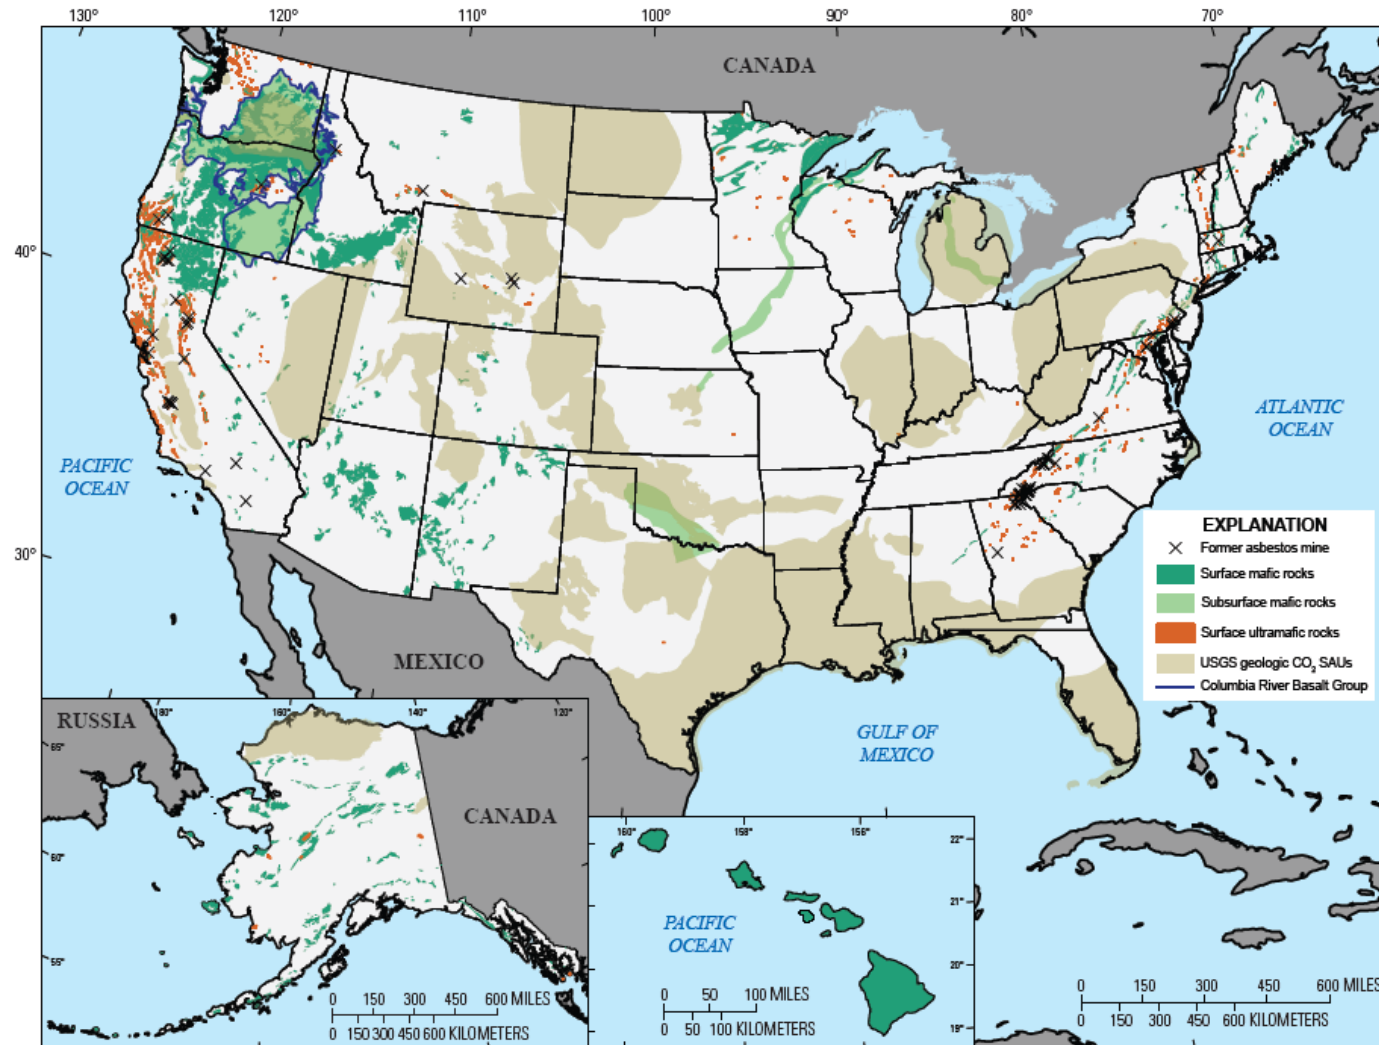 130°
120°
110°
100°
90°
80°
70°
CANADA
40°
30°
PACIFIC
OCEAN
ATLANTIC
OCEAN
MEXICO
GULF OF
MEXICO
EXPLANATION
Former asbestos mine
Surface mafic rocks
Subsurface mafic rocks
Surface ultramafic rocks
USGS geologic CO₂ SAUs
Columbia River Basalt Group
RUSSIA
180°
160°
140°
120°
65°
60°
55°
CANADA
0 150 300 450 600 MILES
0 150 300 450 600 KILOMETERS
160°
158°
156°
22°
21°
20°
19°
PACIFIC
OCEAN
0 50 100 MILES
0 50 100 KILOMETERS
0 150 300 450 600 MILES
0 150 300 450 600 KILOMETERS